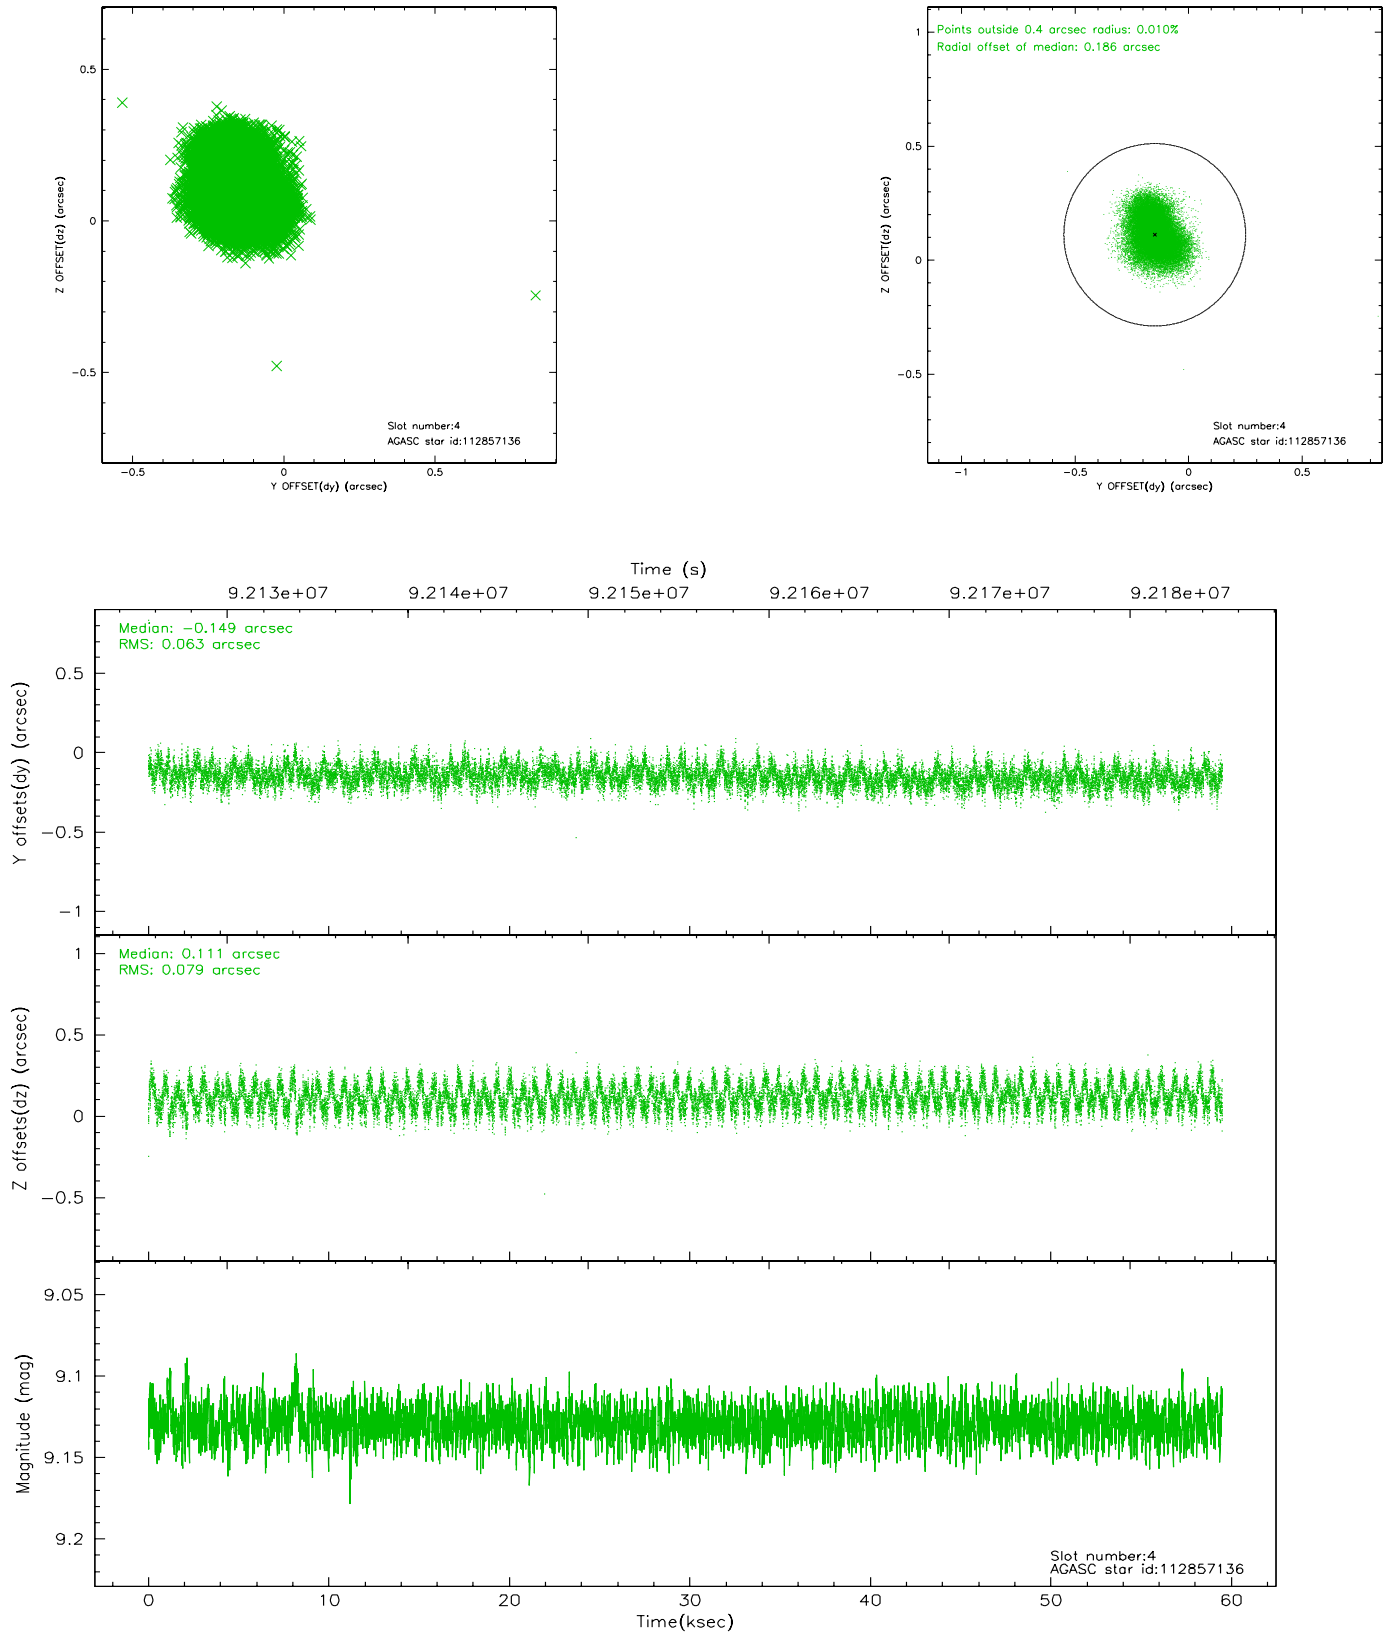 0.5
0
−0.5
Z OFFSET(dz) (arcsec)
Slot number:4
AGASC star id:112857136
−0.5
0
0.5
Y OFFSET(dy) (arcsec)
Points outside 0.4 arcsec radius: 0.010%
Radial offset of median: 0.186 arcsec
1
0.5
0
−0.5
Z OFFSET(dz) (arcsec)
Slot number:4
AGASC star id:112857136
−1
−0.5
0
0.5
Y OFFSET(dy) (arcsec)
Time (s)
9.213e+07
9.214e+07
9.215e+07
9.216e+07
9.217e+07
9.218e+07
Median: −0.149 arcsec
RMS: 0.063 arcsec
0.5
0
−0.5
−1
Y offsets(dy) (arcsec)
Median: 0.111 arcsec
RMS: 0.079 arcsec
1
0.5
0
−0.5
Z offsets(dz) (arcsec)
9.05
9.1
9.15
9.2
Magnitude (mag)
Slot number:4
AGASC star id:112857136
0
10
20
30
40
50
60
Time(ksec)